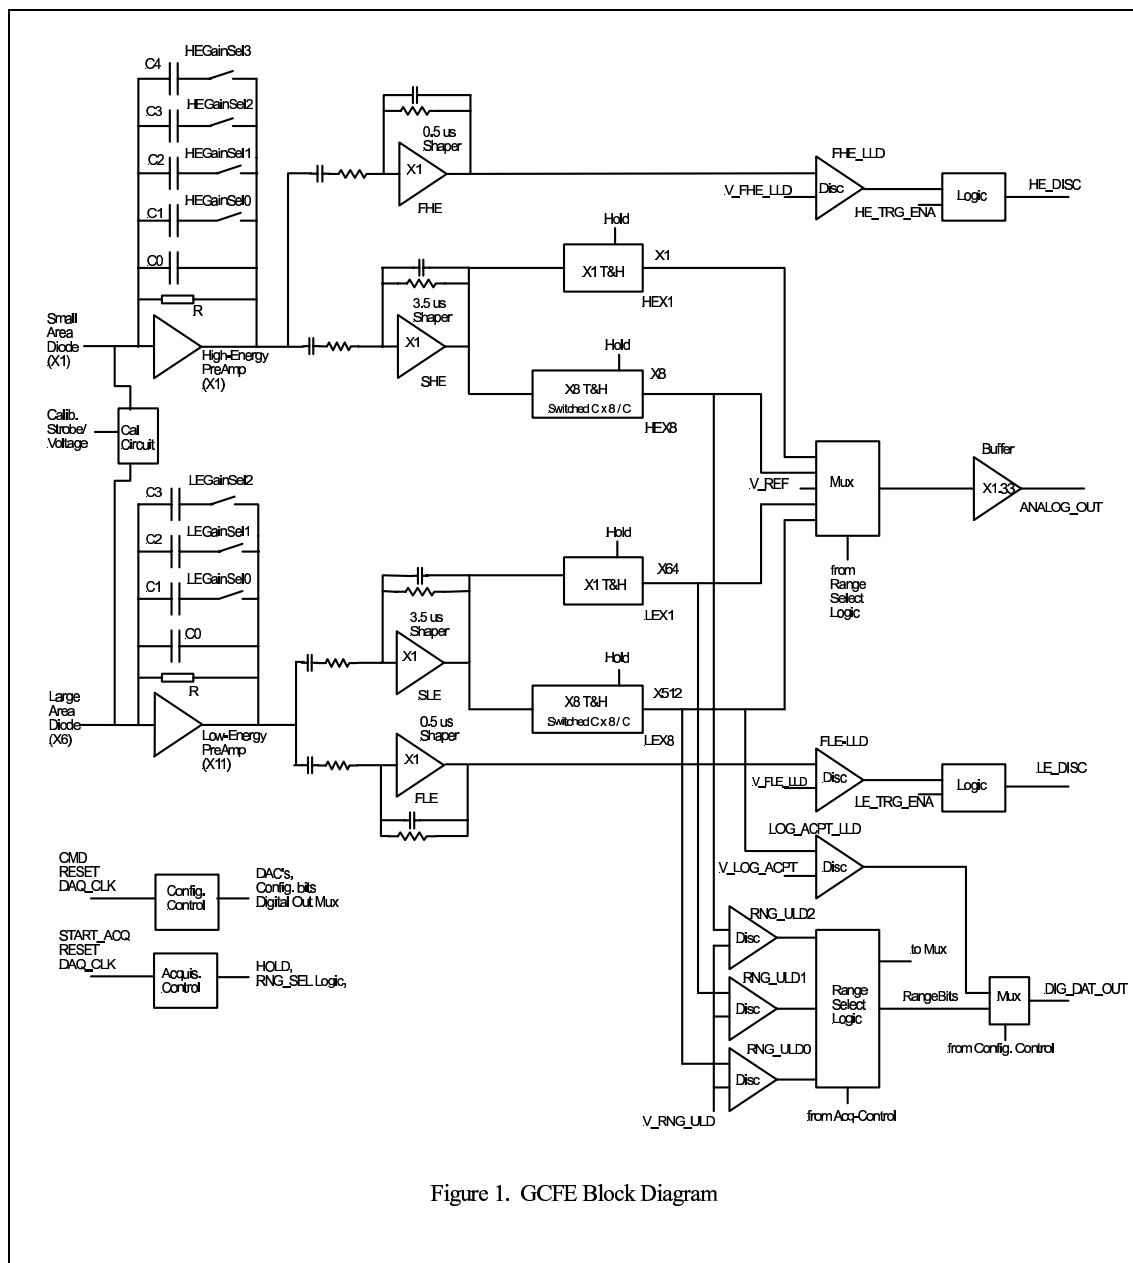 HEGainSel3
C4
HEGainSel2
C3
HEGainSel1
C2
HEGainSel0
C1
C0
R
Small
Area
Diode
(X1)
High-Energy
PreAmp
(X1)
Calib.
Strobe/
Voltage
Cal
Circuit
0.5 us
Shaper
X1
FHE
3.5 us
Shaper
X1
SHE
Hold
X1 T&H
X1
HEX1
Hold
X8 T&H
Switched C x 8 / C
X8
HEX8
FHE_LLD
V_FHE_LLD
Disc
HE_TRG_ENA
Logic
HE_DISC
V_REF
Mux
from
Range
Select
Logic
Buffer
X1.33
ANALOG_OUT
LEGainSel2
C3
LEGainSel1
C2
LEGainSel0
C1
C0
R
Large
Area
Diode
(X6)
Low-Energy
PreAmp
(X11)
3.5 us
Shaper
X1
SLE
0.5 us
Shaper
X1
FLE
Hold
X1 T&H
X64
LEX1
Hold
X8 T&H
Switched C x 8 / C
X512
LEX8
FLE-LLD
V_FLE_LLD
Disc
LE_TRG_ENA
Logic
LE_DISC
LOG_ACPT_LLD
V_LOG_ACPT
Disc
RNG_ULD2
Disc
RNG_ULD1
Disc
RNG_ULD0
Disc
V_RNG_ULD
Range
Select
Logic
from Acq-Control
to Mux
RangeBits
Mux
DIG_DAT_OUT
from Config. Control
CMD
RESET
DAQ_CLK
Config.
Control
DAC's,
Config. bits
Digital Out Mux
START_ACQ
RESET
DAQ_CLK
Acquis.
Control
HOLD,
RNG_SEL Logic,
Figure 1. GCFE Block Diagram